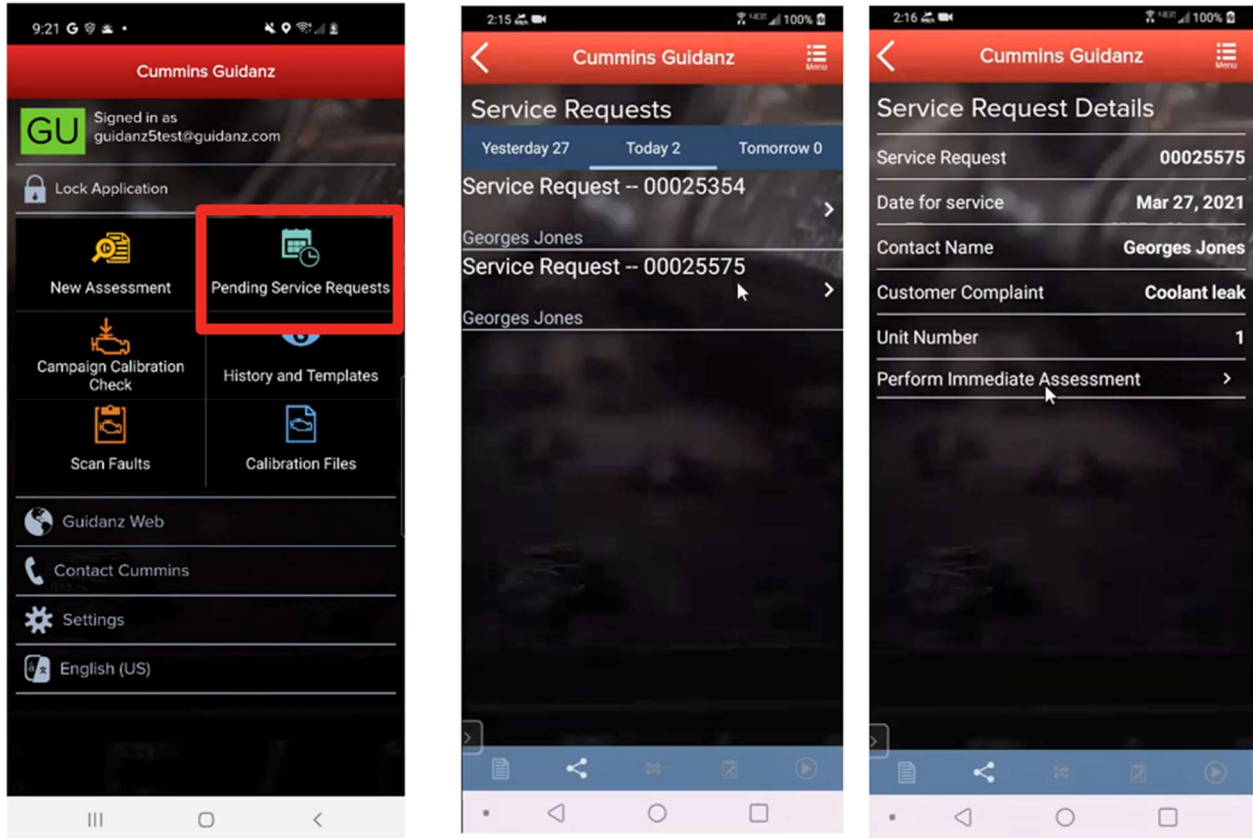 9:21 G
Cummins Guidanz
GU
Signed in as
guidanz5test@guidanz.com
Lock Application
New Assessment
Pending Service Requests
Campaign Calibration
Check
History and Templates
Scan Faults
Calibration Files
Guidanz Web
Contact Cummins
Settings
English (US)
2:15
100%
Cummins Guidanz
Menu
Service Requests
Yesterday 27
Today 2
Tomorrow 0
Service Request -- 00025354
Georges Jones
Service Request -- 00025575
Georges Jones
2:16
100%
Cummins Guidanz
Menu
Service Request Details
Service Request 00025575
Date for service Mar 27, 2021
Contact Name Georges Jones
Customer Complaint Coolant leak
Unit Number 1
Perform Immediate Assessment